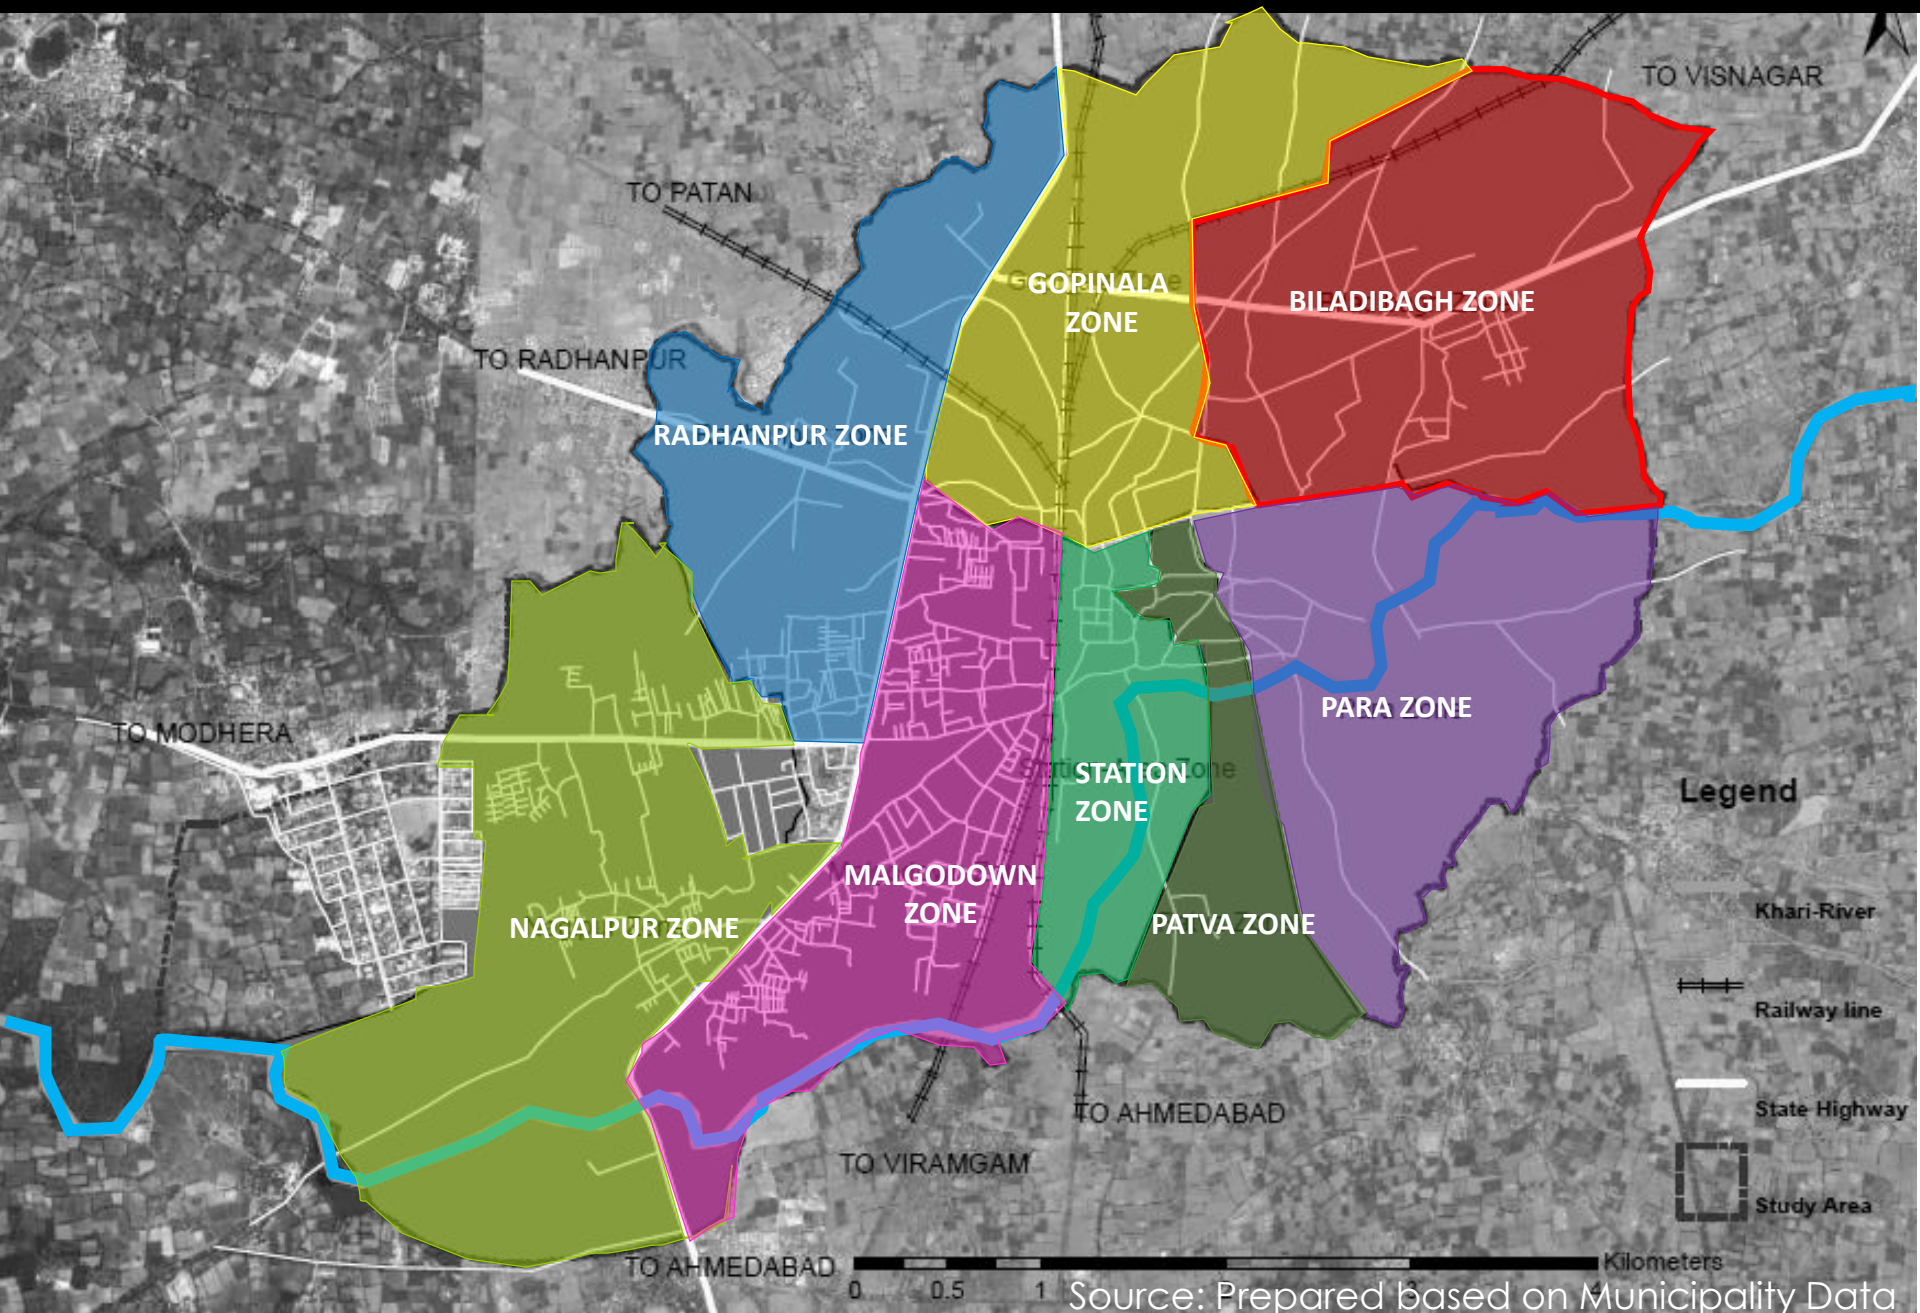 TO VISNAGAR
TO PATAN
GOPINALA
ZONE
BILADIBAGH ZONE
TO RADHANPUR
RADHANPUR ZONE
PARA ZONE
TO MODHERA
STATION
ZONE
Legend
MALGODOWN
ZONE
Khari-River
NAGALPUR ZONE
PATVA ZONE
Railway line
State Highway
TO AHMEDABAD
TO VIRAMGAM
Study Area
TO AHMEDABAD
Kilometers
0 0.5 1
Source: Prepared based on Municipality Data